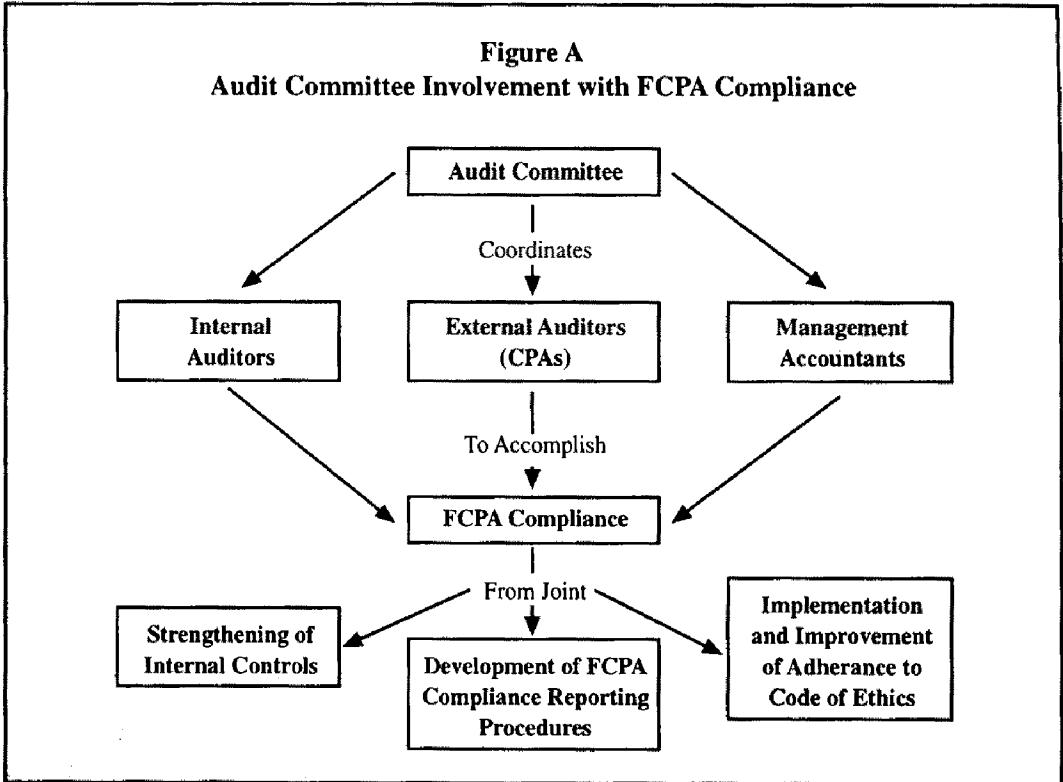 Figure A
Audit Committee Involvement with FCPA Compliance
Audit Committee
Coordinates
Internal
Auditors
External Auditors
(CPAs)
Management
Accountants
To Accomplish
FCPA Compliance
From Joint
Strengthening of
Internal Controls
Development of FCPA
Compliance Reporting
Procedures
Implementation
and Improvement
of Adherance to
Code of Ethics